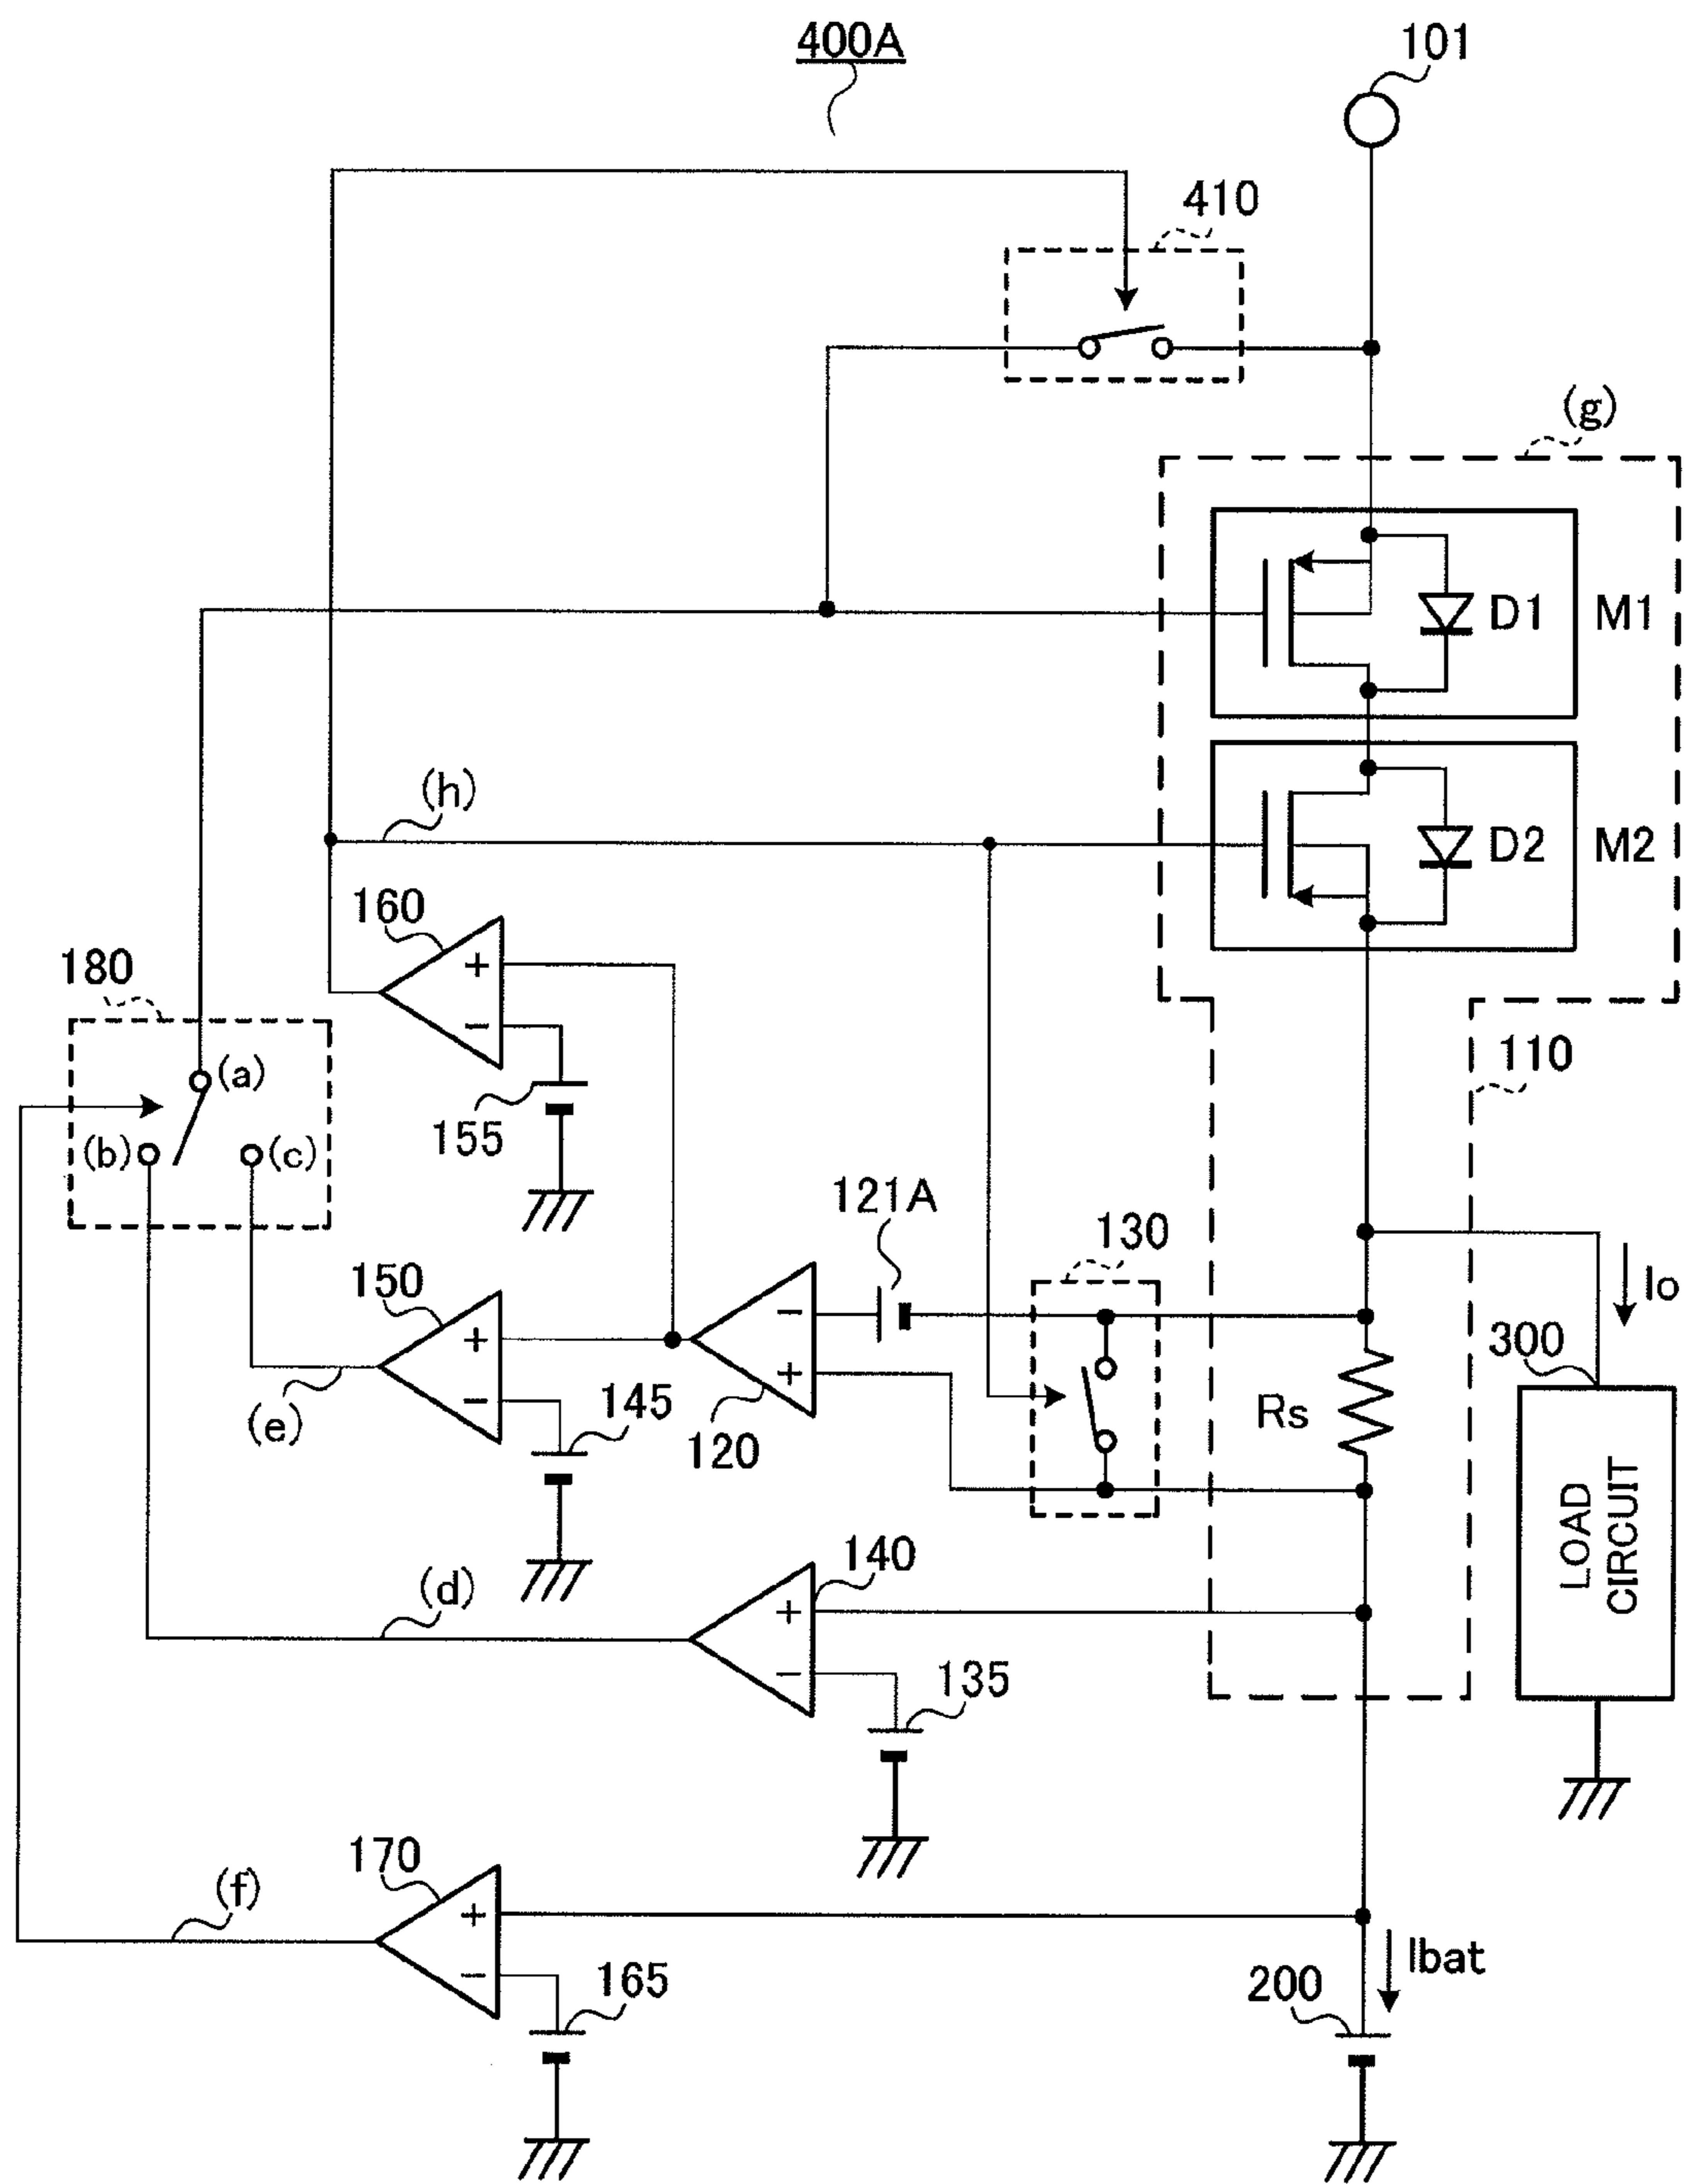 400A
101
410
(g)
D1
M1
(h)
D2
M2
160
+
−
180
(a)
(b)
(c)
155
110
121A
130
Io
150
+
−
−
+
300
145
120
Rs
(e)
LOAD CIRCUIT
140
(d)
+
−
135
170
(f)
+
−
165
Ibat
200